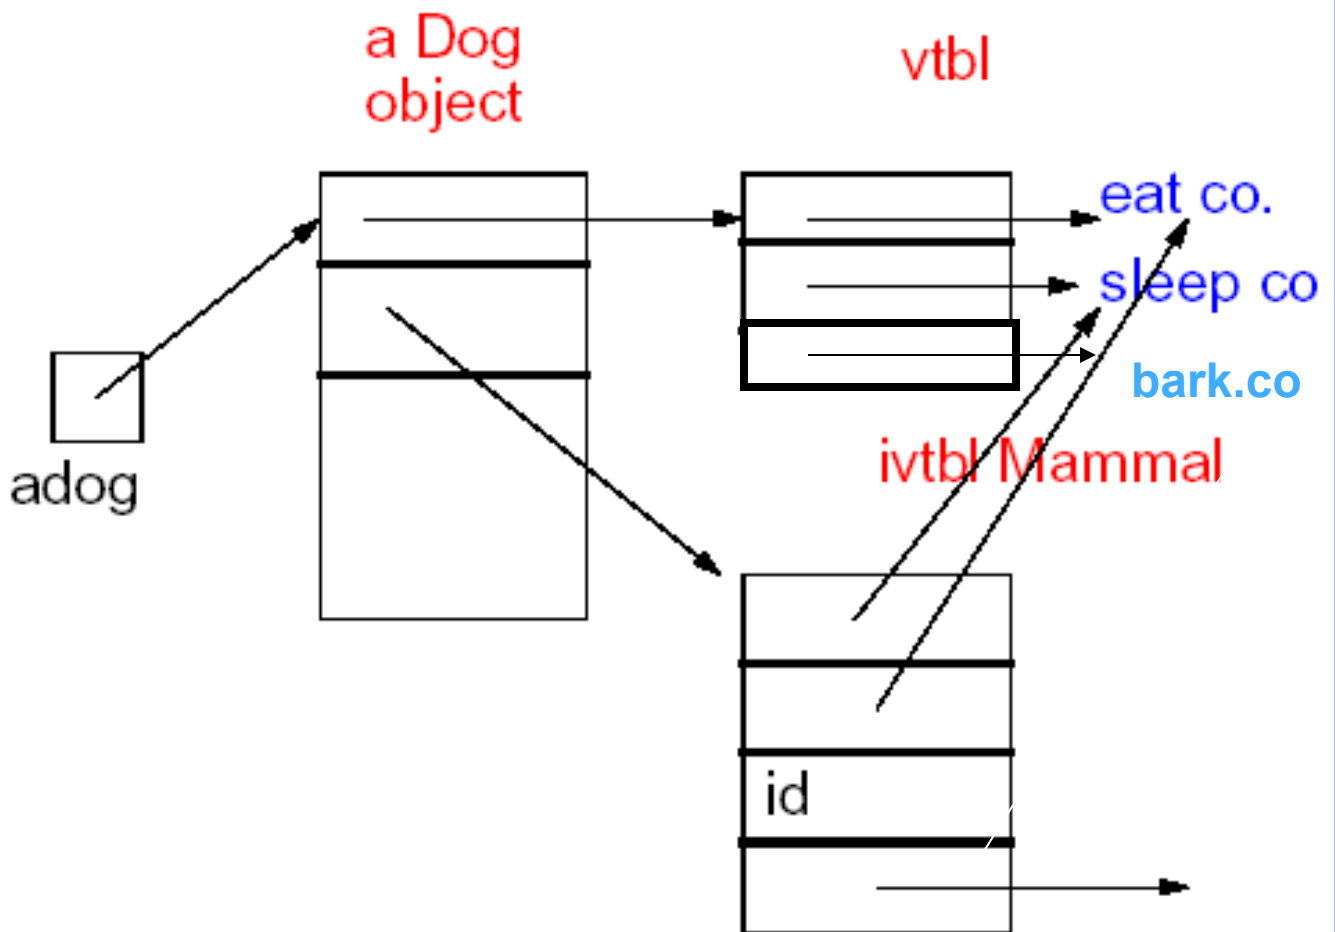 a Dog
object
vtbl
eat co.
sleep co
bark.co
adog
ivtbl Mammal
id